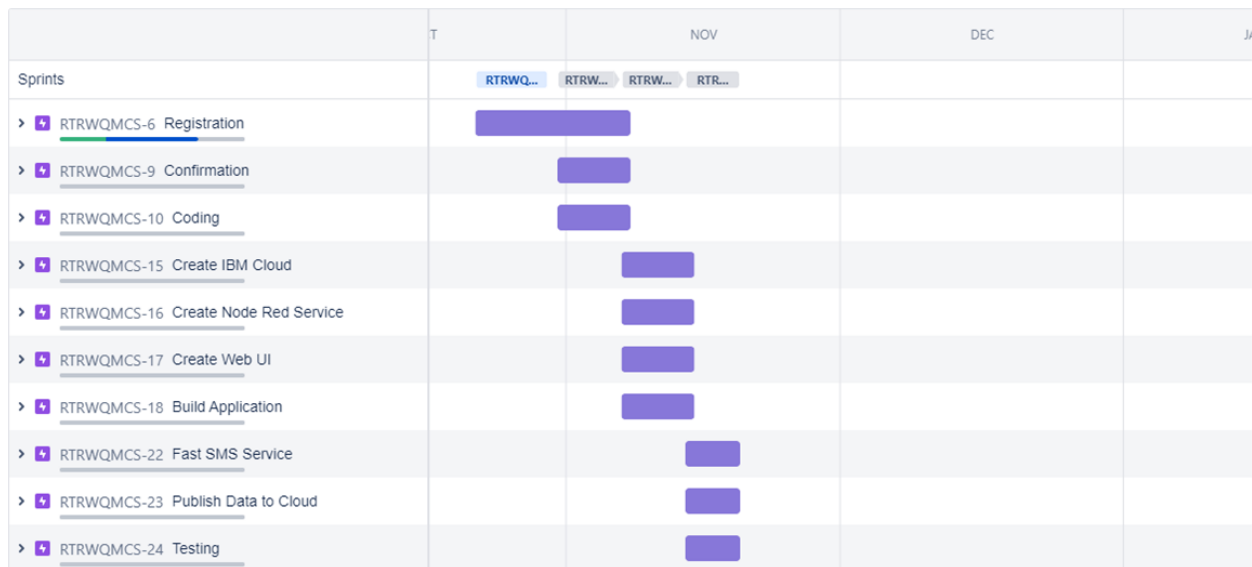 T NOV DEC JA
Sprints RTRWQ... RTRW... RTRW... RTR...
RTRWQMCS-6 Registration
RTRWQMCS-9 Confirmation
RTRWQMCS-10 Coding
RTRWQMCS-15 Create IBM Cloud
RTRWQMCS-16 Create Node Red Service
RTRWQMCS-17 Create Web UI
RTRWQMCS-18 Build Application
RTRWQMCS-22 Fast SMS Service
RTRWQMCS-23 Publish Data to Cloud
RTRWQMCS-24 Testing